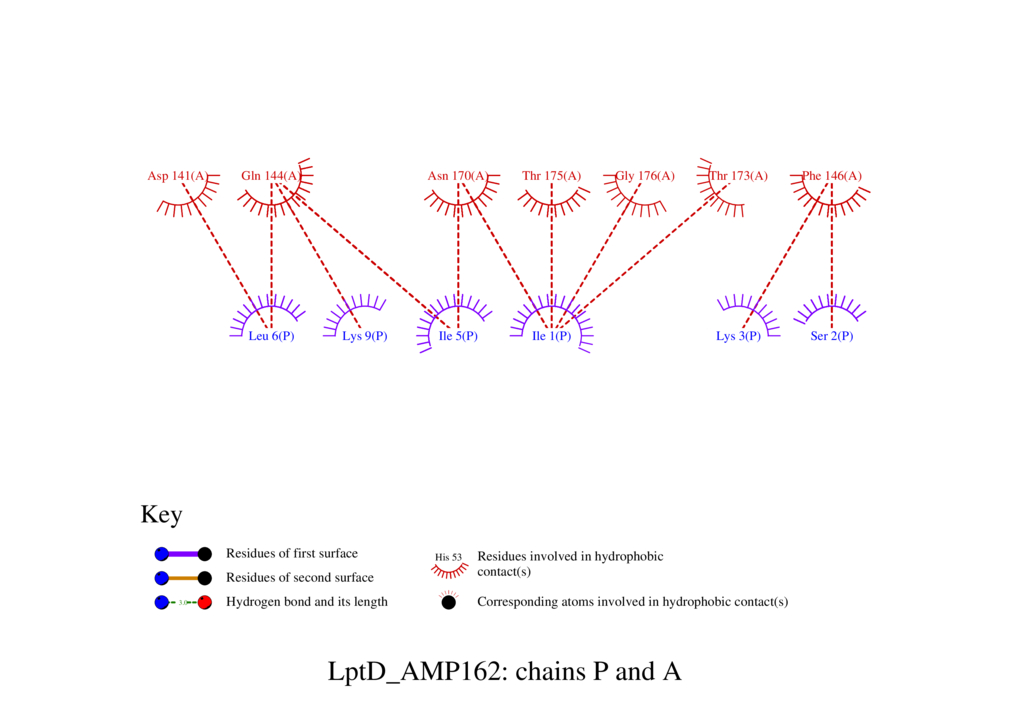 Asp 141(A) Gln 144(A) Asn 170(A) Thr 175(A) Gly 176(A) Thr 173(A) Phe 146(A)
Leu 6(P) Lys 9(P) Ile 5(P) Ile 1(P) Lys 3(P) Ser 2(P)
Key
Residues of first surface
Residues of second surface
3.0 Hydrogen bond and its length
His 53 Residues involved in hydrophobic
contact(s)
Corresponding atoms involved in hydrophobic contact(s)
LptD_AMP162: chains P and A